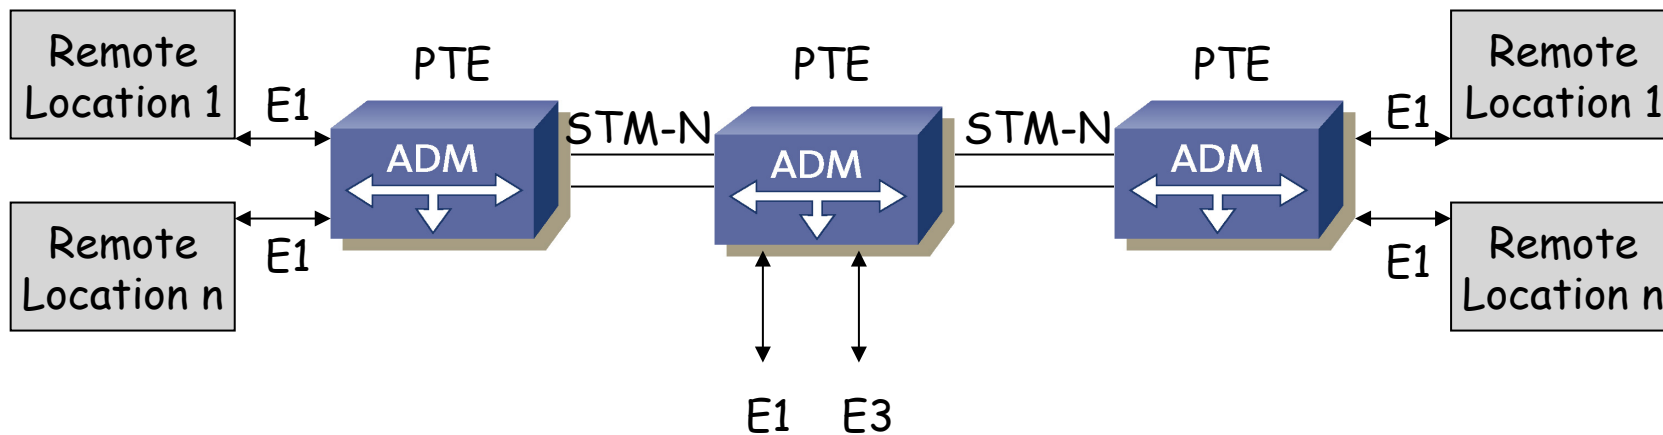 Remote
Location 1
E1
PTE
ADM
STM-N
PTE
ADM
STM-N
PTE
ADM
E1
Remote
Location 1
Remote
Location n
E1
E1
Remote
Location n
E1
E3